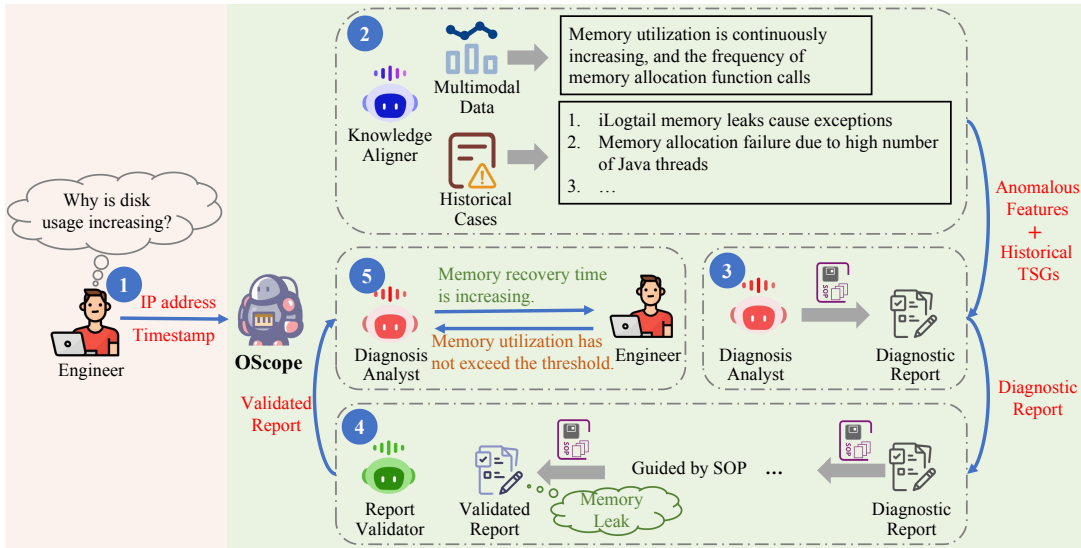 Why is disk
usage increasing?
1
IP address
Timestamp
Engineer
OScope
2
Knowledge
Aligner
Multimodal
Data
Memory utilization is continuously
increasing, and the frequency of
memory allocation function calls
Historical
Cases
1. iLogtail memory leaks cause exceptions
2. Memory allocation failure due to high number
of Java threads
3. …
Anomalous
Features
+
Historical
TSGs
3
SOP
Diagnosis
Analyst
Diagnostic
Report
Diagnostic
Report
4
Report
Validator
SOP
Diagnostic
Report
Guided by SOP …
SOP
Validated
Report
Memory
Leak
Validated
Report
5
Diagnosis
Analyst
Memory recovery time
is increasing.
Memory utilization has
not exceed the threshold.
Engineer